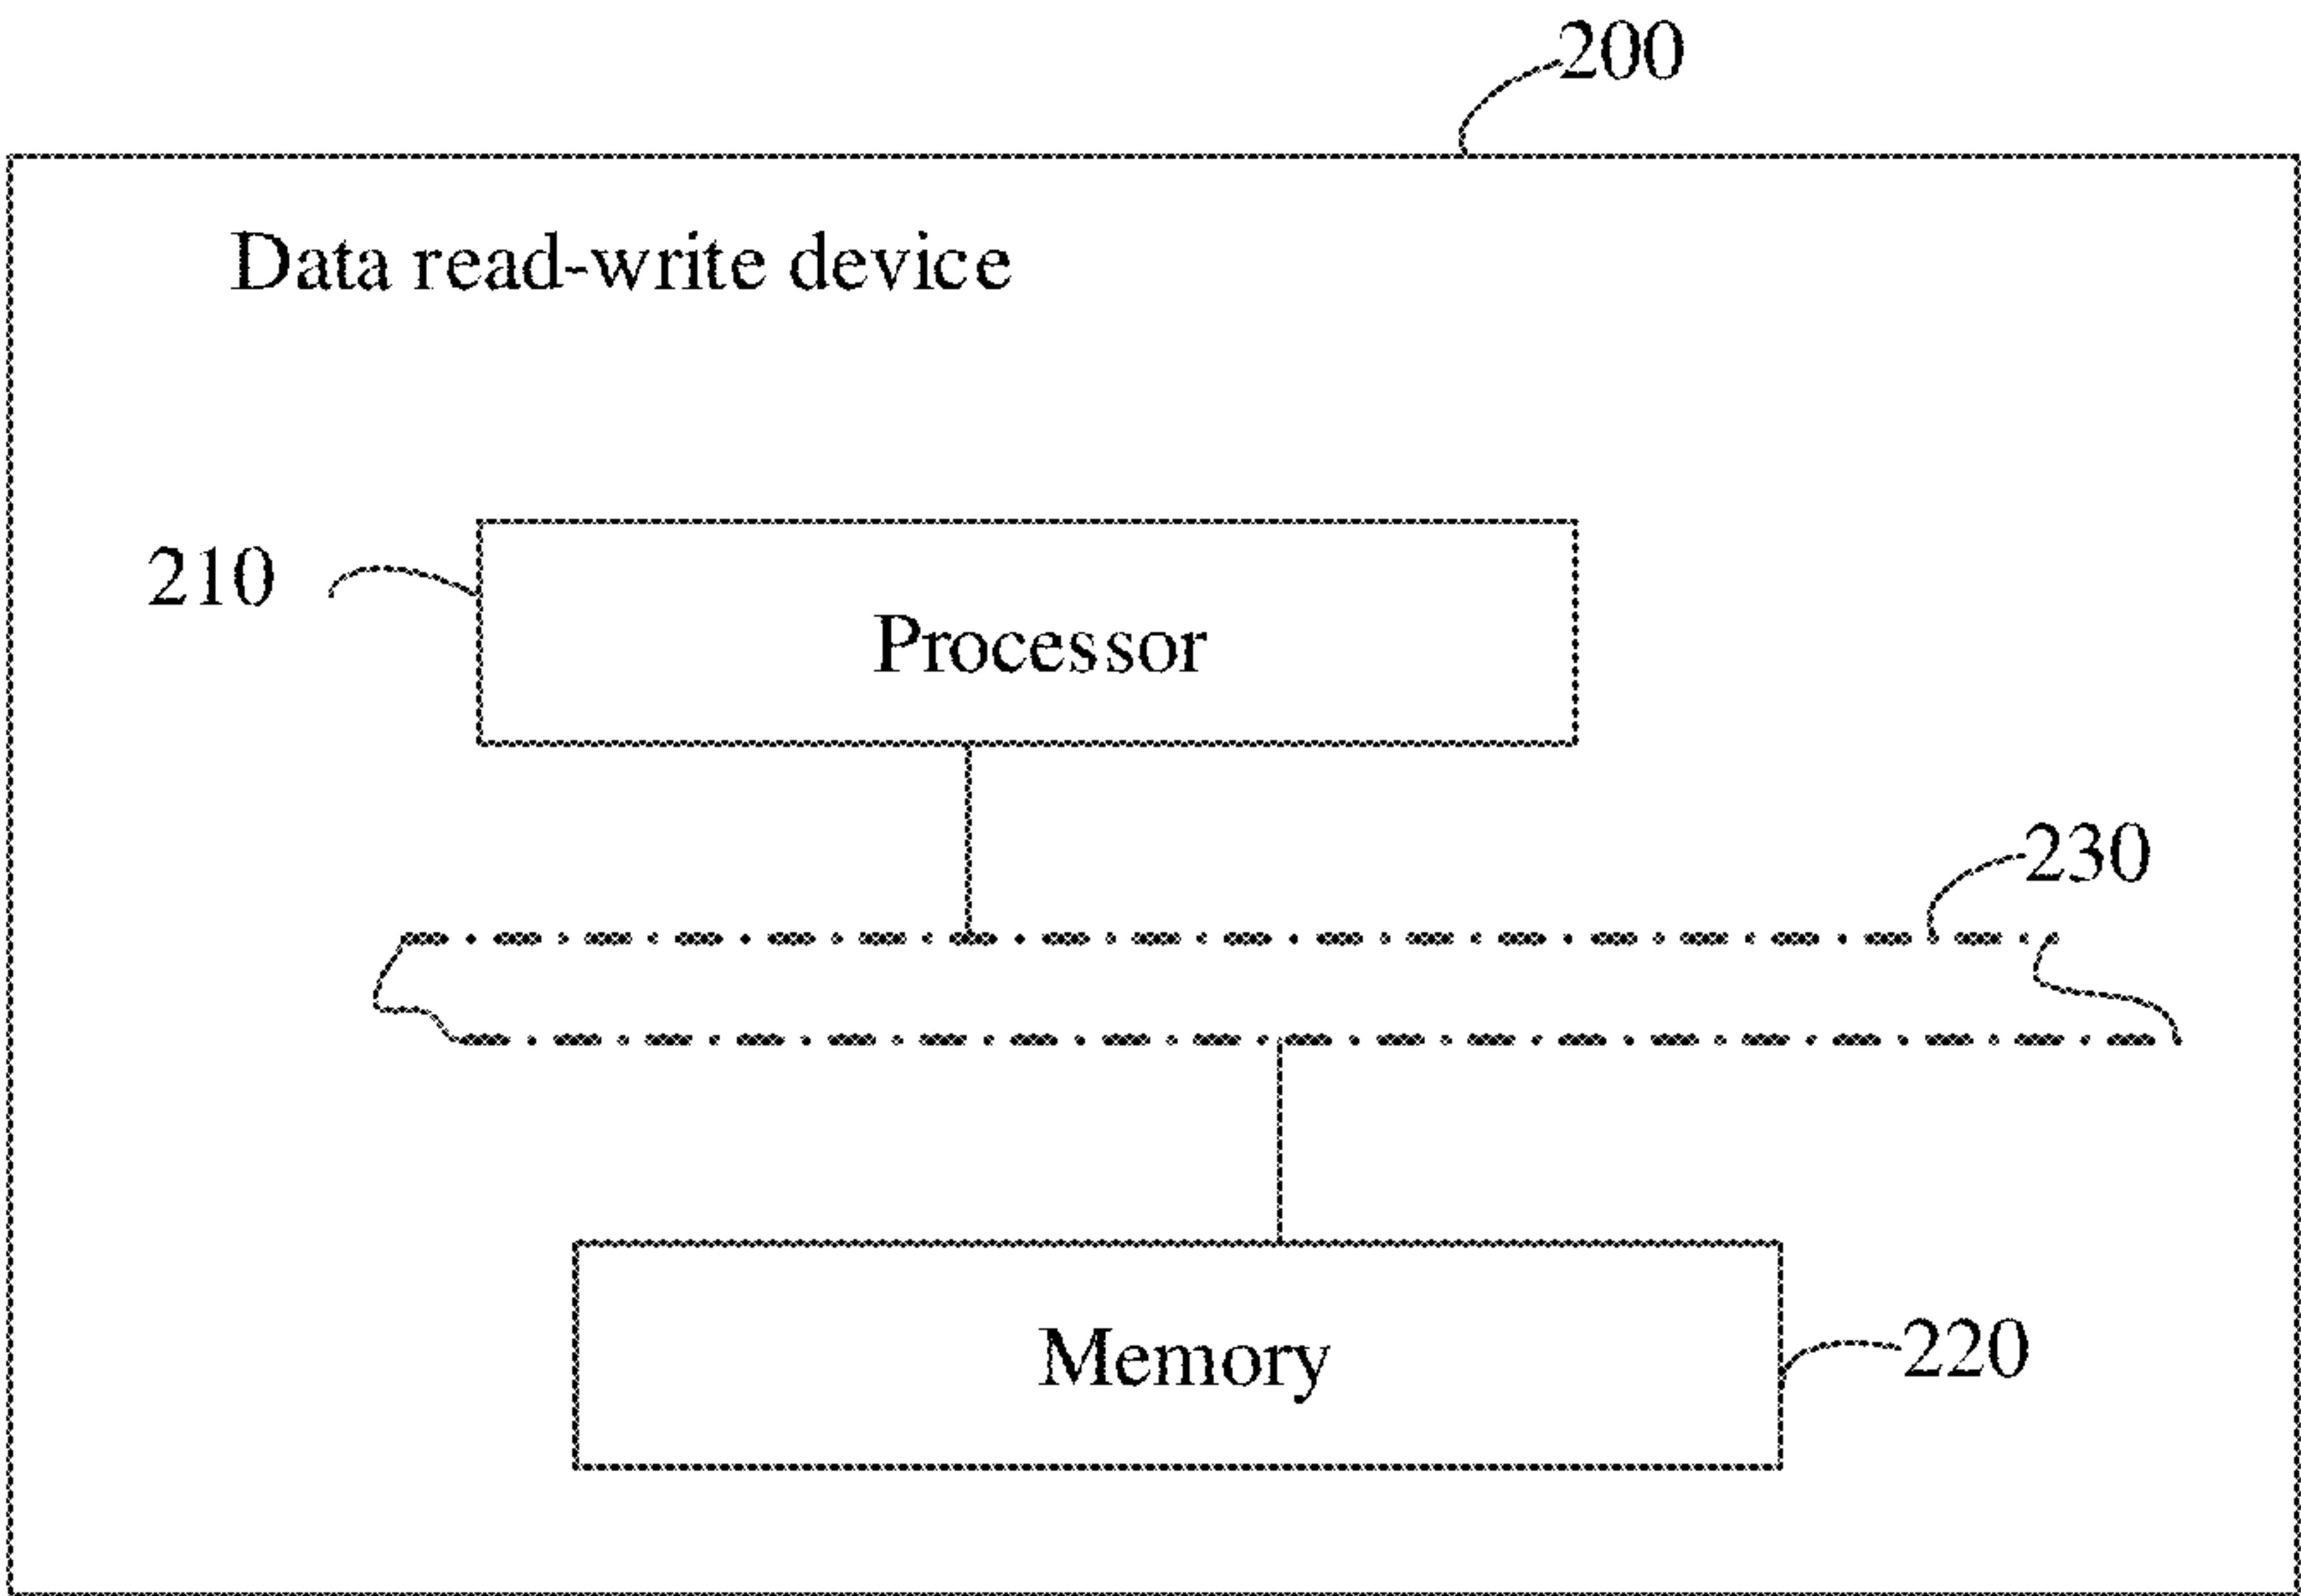 200
Data read-write device
210
Processor
230
Memory
220